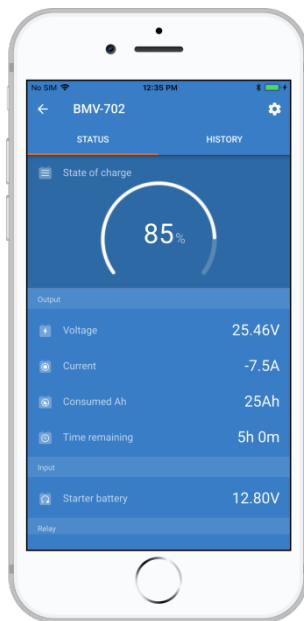 No SIM 12:35 PM
BMV-702
STATUS HISTORY
State of charge
85%
Output
Voltage 25.46V
Current -7.5A
Consumed Ah 25Ah
Time remaining 5h 0m
Input
Starter battery 12.80V
Relay